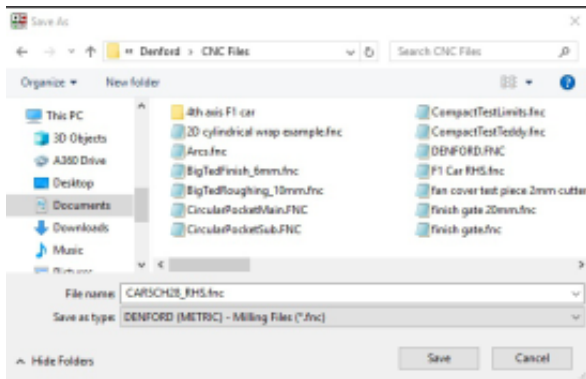 Save As
« Denford › CNC Files
Search CNC Files
Organize
New folder
This PC
3D Objects
A360 Drive
Desktop
Documents
Downloads
Music
Pictures
4th axis F1 car
2D cylindrical wrap example.fnc
Arcs.fnc
BigTedFinish_6mm.fnc
BigTedRoughing_10mm.fnc
CircularPocketMain.FNC
CircularPocketSub.FNC
CompactTestLimits.fnc
CompactTestTeddy.fnc
DENFORD.FNC
F1 Car RHS.fnc
fan cover test piece 2mm cutter
finish gate 20mm.fnc
finish gate.fnc
File name: CARSCH28_RHS.fnc
Save as type: DENFORD (METRIC) - Milling Files (*.fnc)
Hide Folders
Save
Cancel